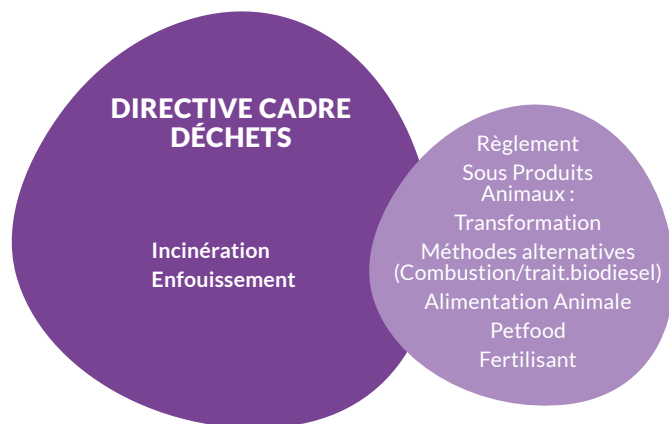 DIRECTIVE CADRE
DÉCHETS
Incinération
Enfouissement
Règlement
Sous Produits
Animaux :
Transformation
Méthodes alternatives
(Combustion/trait.biodiesel)
Alimentation Animale
Petfood
Fertilisant